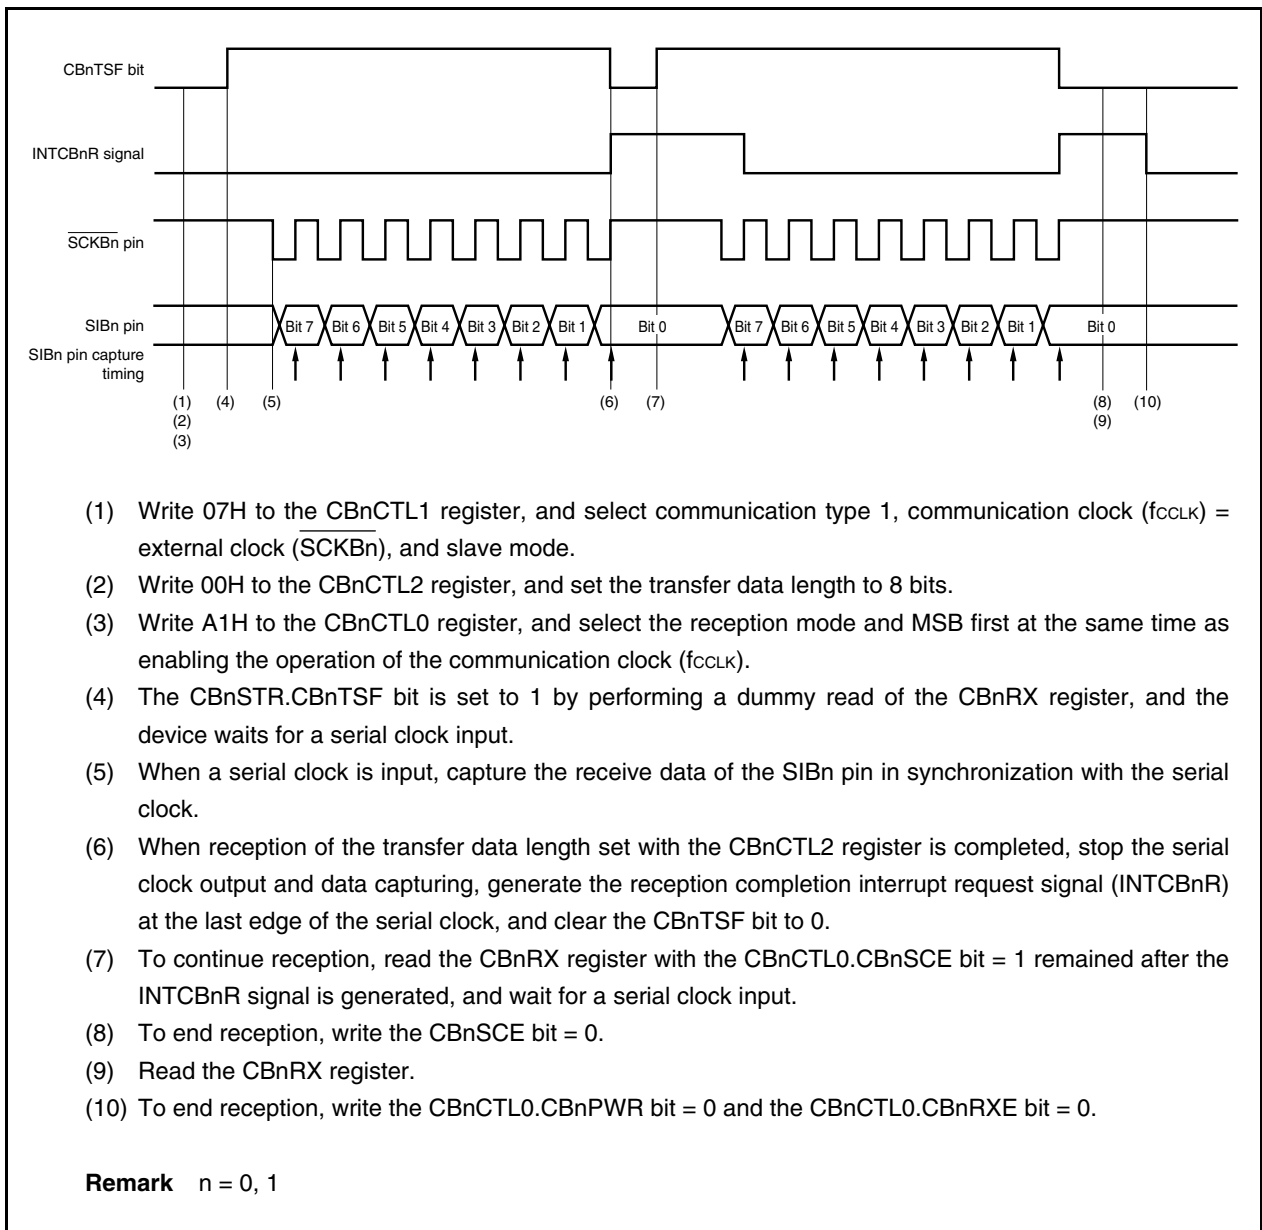 CBnTSF bit
INTCBnR signal
SCKBn pin
SIBn pin
Bit 7 Bit 6 Bit 5 Bit 4 Bit 3 Bit 2 Bit 1 Bit 0 Bit 7 Bit 6 Bit 5 Bit 4 Bit 3 Bit 2 Bit 1 Bit 0
SIBn pin capture
timing
(1) (4) (5) (6) (7) (8) (10)
(2) (9)
(3)
(1) Write 07H to the CBnCTL1 register, and select communication type 1, communication clock (fCCLK) =
external clock (SCKBn), and slave mode.
(2) Write 00H to the CBnCTL2 register, and set the transfer data length to 8 bits.
(3) Write A1H to the CBnCTL0 register, and select the reception mode and MSB first at the same time as
enabling the operation of the communication clock (fCCLK).
(4) The CBnSTR.CBnTSF bit is set to 1 by performing a dummy read of the CBnRX register, and the
device waits for a serial clock input.
(5) When a serial clock is input, capture the receive data of the SIBn pin in synchronization with the serial
clock.
(6) When reception of the transfer data length set with the CBnCTL2 register is completed, stop the serial
clock output and data capturing, generate the reception completion interrupt request signal (INTCBnR)
at the last edge of the serial clock, and clear the CBnTSF bit to 0.
(7) To continue reception, read the CBnRX register with the CBnCTL0.CBnSCE bit = 1 remained after the
INTCBnR signal is generated, and wait for a serial clock input.
(8) To end reception, write the CBnSCE bit = 0.
(9) Read the CBnRX register.
(10) To end reception, write the CBnCTL0.CBnPWR bit = 0 and the CBnCTL0.CBnRXE bit = 0.
Remark n = 0, 1